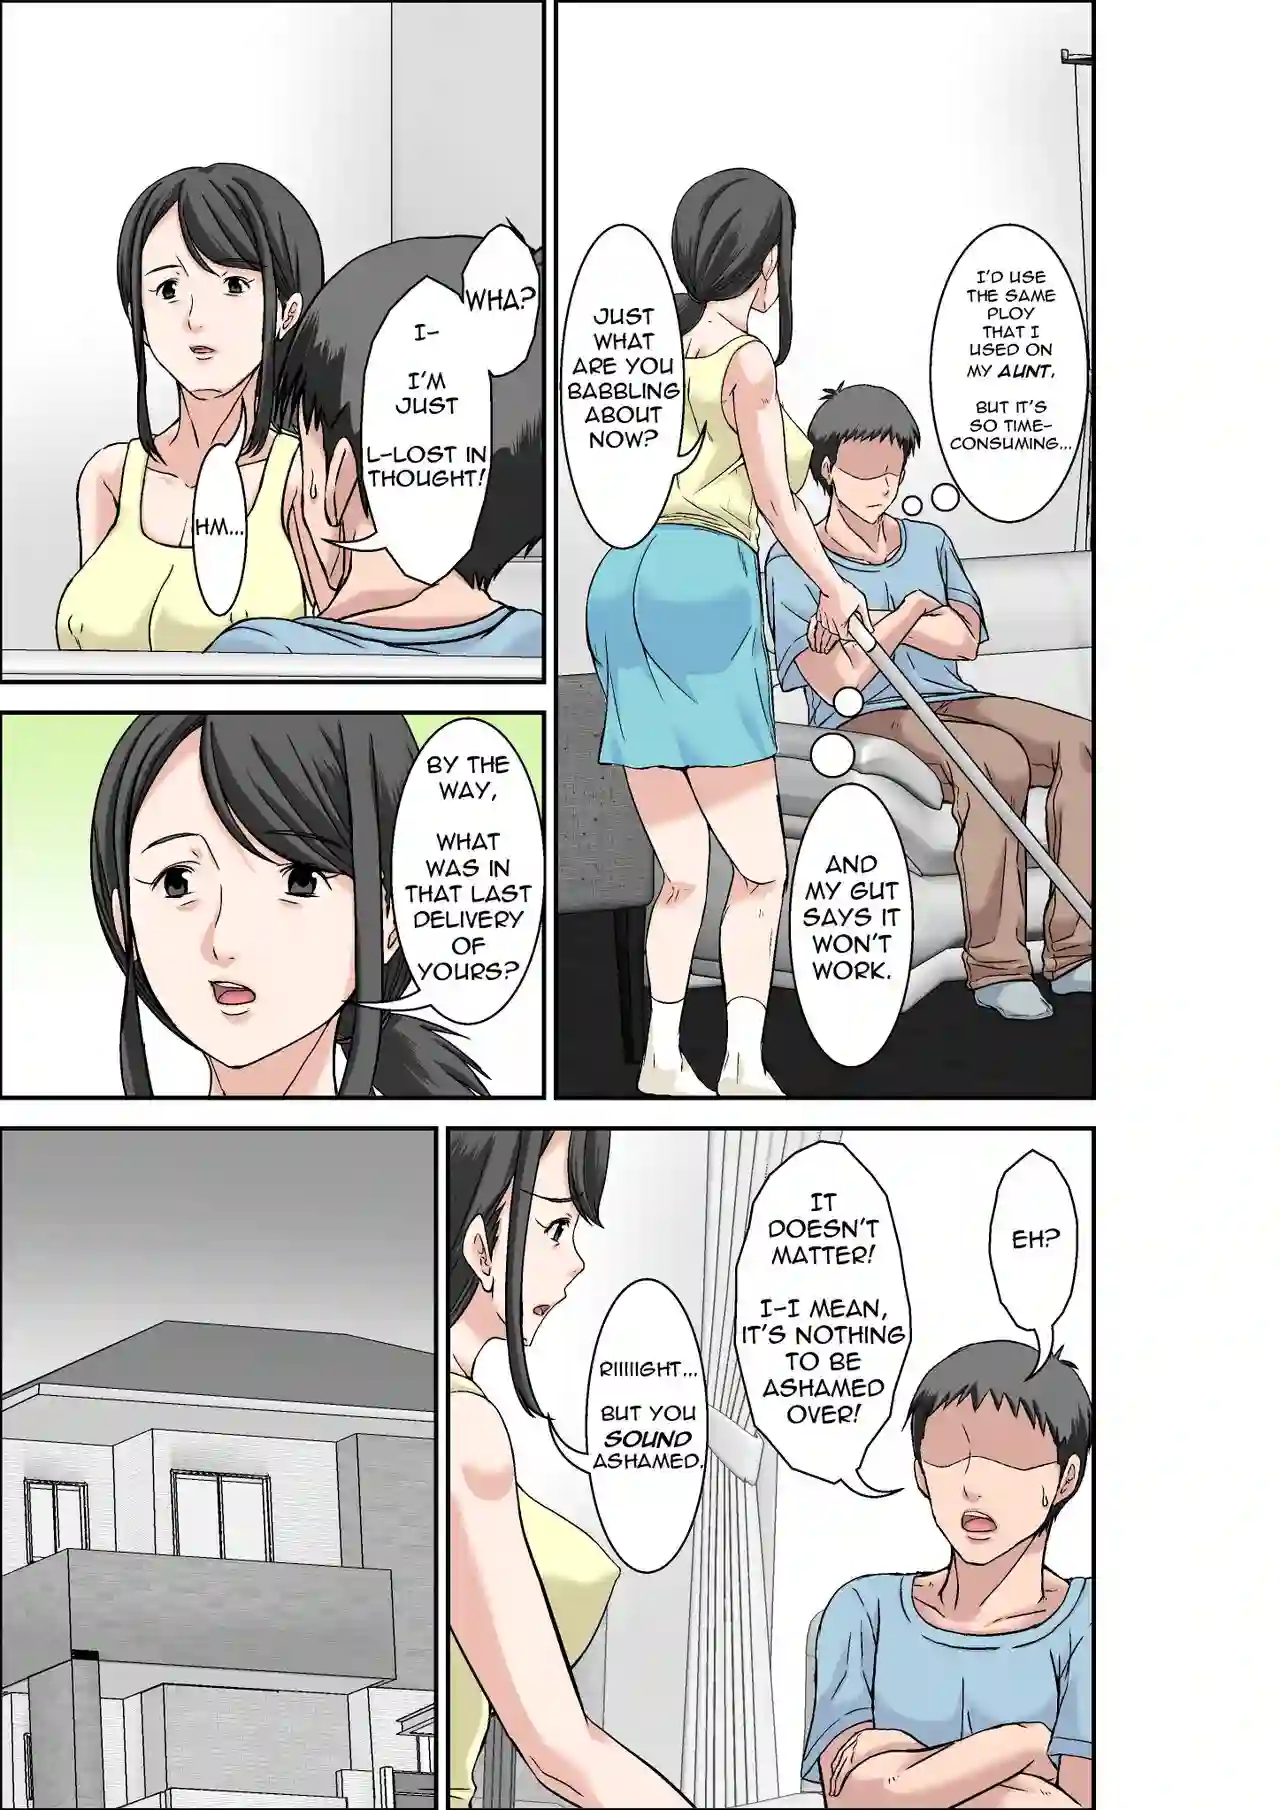 I'D USE
THE SAME
PLOY
THAT I
USED ON
MY AUNT,
BUT IT'S
SO TIME-
CONSUMING...
JUST
WHAT
ARE YOU
BABBLING
ABOUT
NOW?
AND
MY GUT
SAYS IT
WON'T
WORK.
WHA?
I-
I'M
JUST
L-LOST IN
THOUGHT!
HM...
BY THE
WAY,
WHAT
WAS IN
THAT LAST
DELIVERY
OF
YOURS?
EH?
IT
DOESN'T
MATTER!
I-I MEAN,
IT'S NOTHING
TO BE
ASHAMED
OVER!
RIIIIIGHT...
BUT YOU
SOUND
ASHAMED.